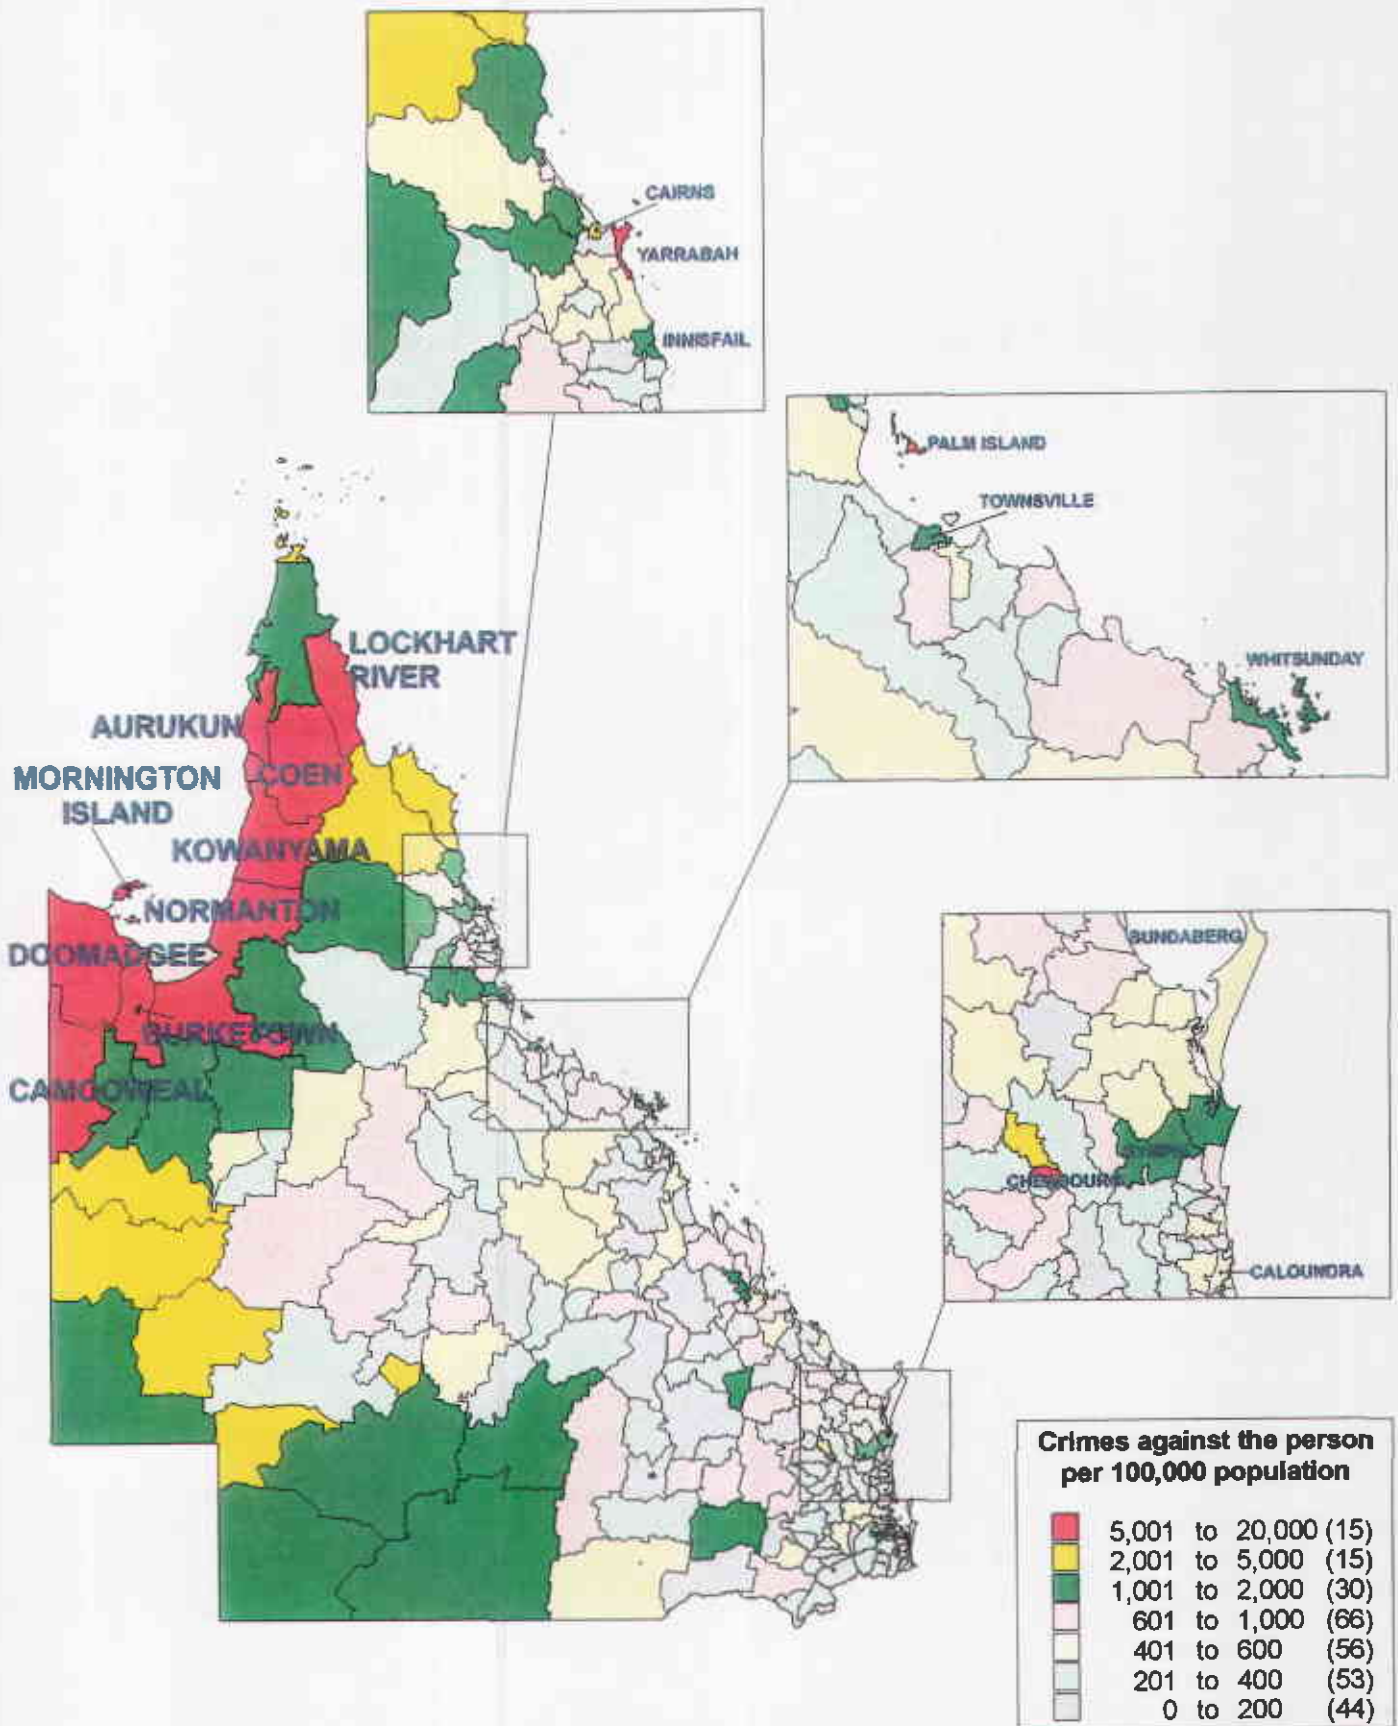 CAIRNS
YARRABAH
INNISFAIL
PALM ISLAND
TOWNSVILLE
WHITSUNDAY
LOCKHART
RIVER
AURUKUN
MORNINGTON
ISLAND
COEN
KOWANYAMA
NORMANTON
DOOMADGEE
BURKETOWN
CAMOOWEAL
BUNDABERG
GYMPIE
CHERBOURG
CALOUNDRA
Crimes against the person
per 100,000 population
5,001 to 20,000 (15)
2,001 to 5,000 (15)
1,001 to 2,000 (30)
601 to 1,000 (66)
401 to 600 (56)
201 to 400 (53)
0 to 200 (44)